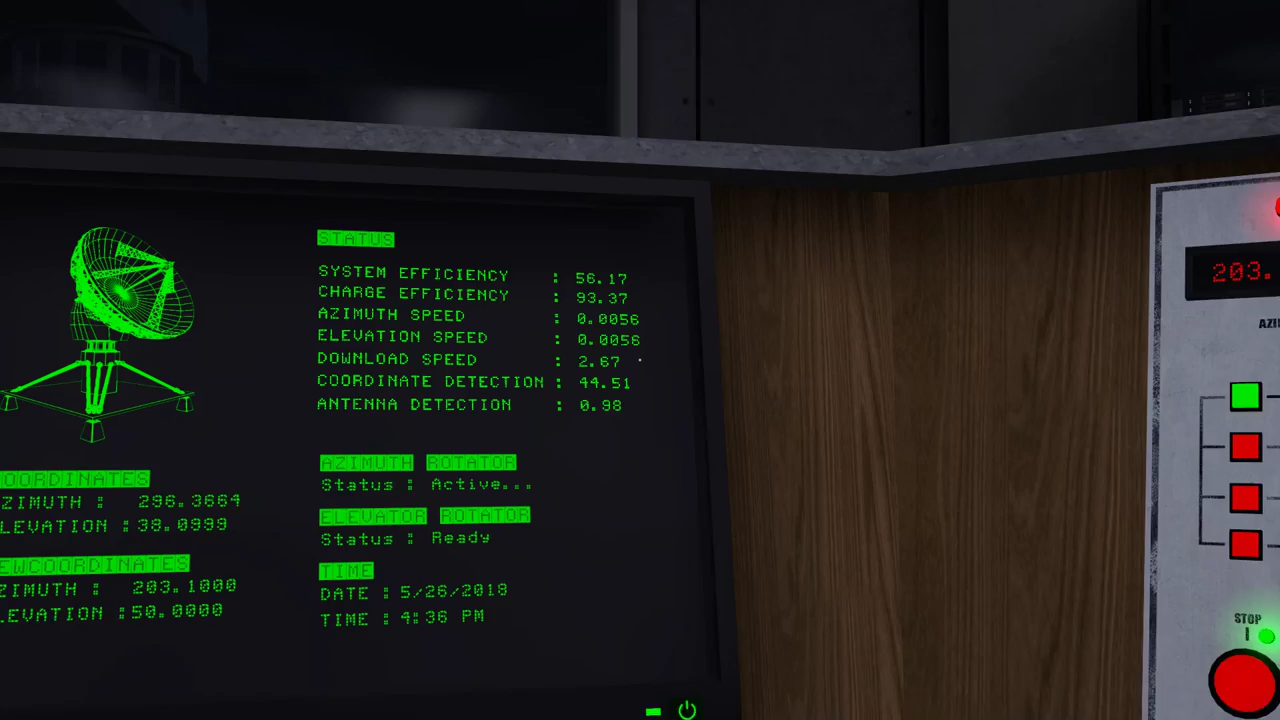 STATUS
SYSTEM EFFICIENCY : 56.17
CHARGE EFFICIENCY : 93.37
AZIMUTH SPEED : 0.0056
ELEVATION SPEED : 0.0056
DOWNLOAD SPEED : 2.67
COORDINATE DETECTION : 44.51
ANTENNA DETECTION : 0.98
OORDINATES
ZIMUTH : 296.3664
LEVATION : 38.0999
EWCOORDINATES
ZIMUTH : 203.1000
LEVATION : 50.0000
AZIMUTH ROTATOR
Status : Active...
ELEVATOR ROTATOR
Status : Ready
TIME
DATE : 5/26/2018
TIME : 4:36 PM
203.
AZI
STOP